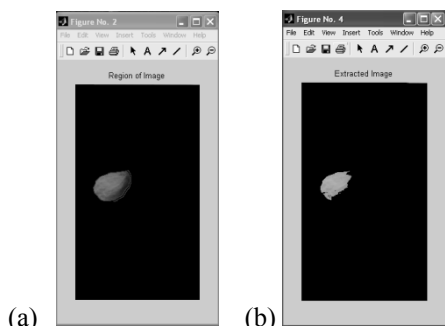 Figure No. 2
File Edit View Insert Tools Window Help
A
Region of Image
(a)
Figure No. 4
File Edit View Insert Tools Window Help
A
Extracted Image
(b)